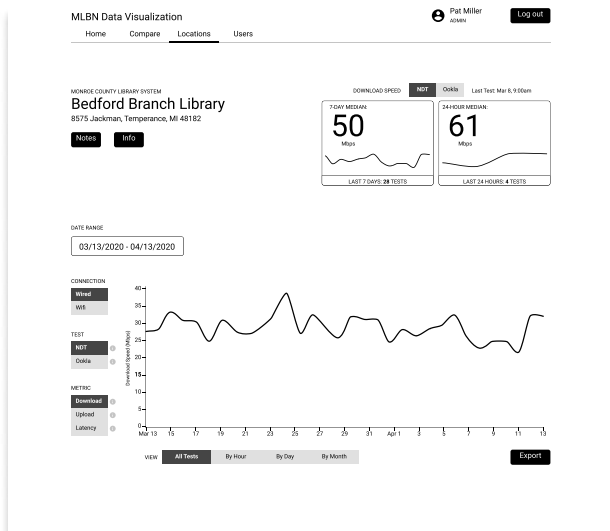 MLBN Data Visualization
Pat Miller
ADMIN
Log out
Home Compare Locations Users
MONROE COUNTY LIBRARY SYSTEM
Bedford Branch Library
8575 Jackman, Temperance, MI 48182
Notes Info
DOWNLOAD SPEED NDT Ookla Last Test: Mar 8, 9:00am
7-DAY MEDIAN:
50
Mbps
LAST 7 DAYS: 28 TESTS
24-HOUR MEDIAN:
61
Mbps
LAST 24 HOURS: 4 TESTS
DATE RANGE
03/13/2020 - 04/13/2020
CONNECTION
Wired
Wifi
TEST
NDT
Ookla
METRIC
Download
Upload
Latency
Download Speed (Mbps)
40
35
30
25
20
15
15
10
5
0
Mar 13 15 17 19 21 23 25 27 29 31 Apr 1 3 5 7 9 11 13
VIEW All Tests By Hour By Day By Month
Export